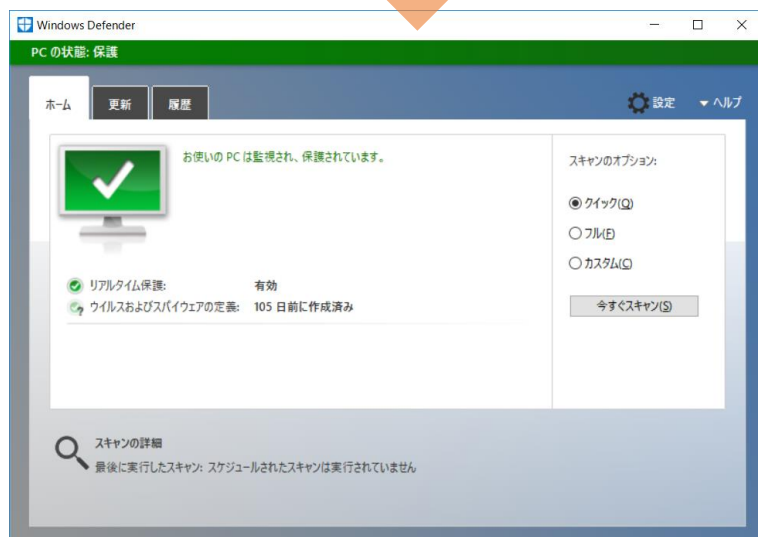 Windows Defender
PC の状態: 保護
ホーム
更新
履歴
設定
ヘルプ
お使いの PC は監視され、保護されています。
リアルタイム保護: 有効
ウイルスおよびスパイウェアの定義: 105 日前に作成済み
スキャンのオプション:
クイック(Q)
フル(F)
カスタム(C)
今すぐスキャン(S)
スキャンの詳細
最後に実行したスキャン: スケジュールされたスキャンは実行されていません